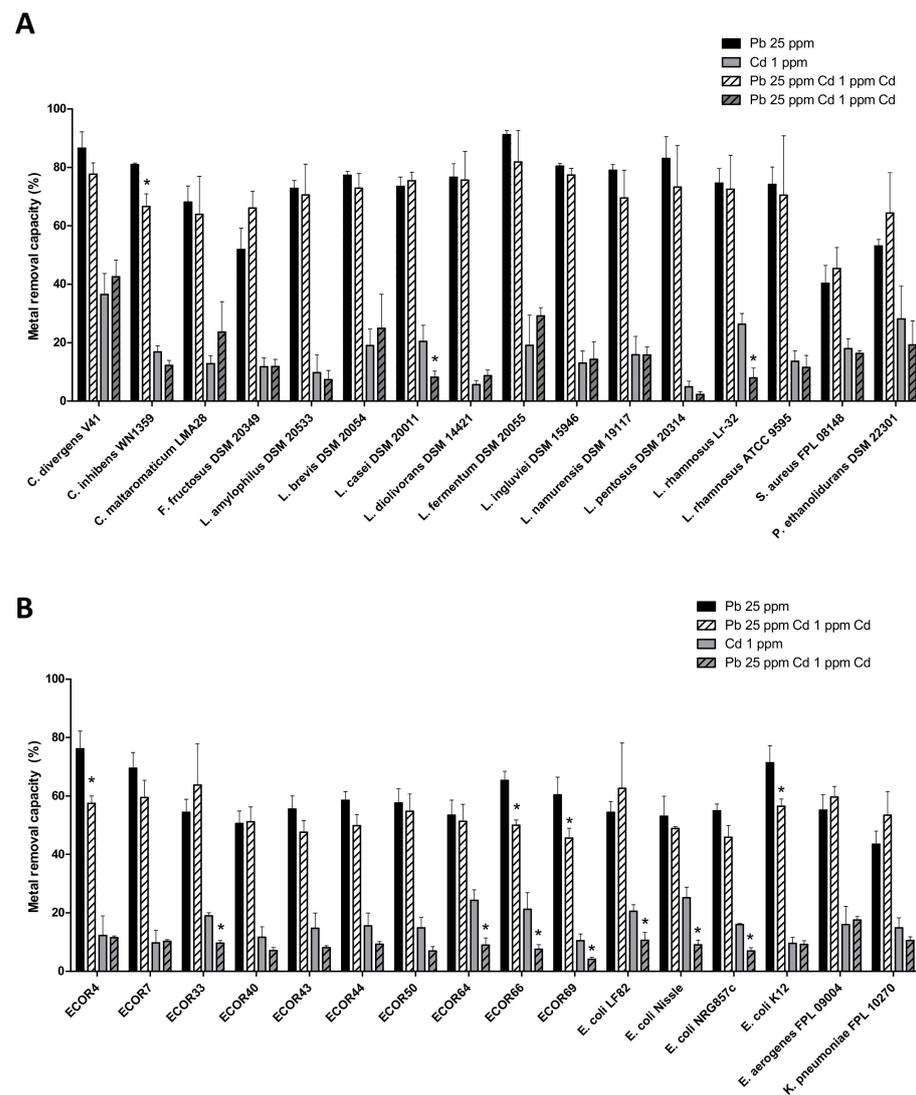 A
Pb 25 ppm
Cd 1 ppm
Pb 25 ppm Cd 1 ppm Cd
Pb 25 ppm Cd 1 ppm Cd
Metal removal capacity (%)
100
80
60
40
20
0
*
*
*
C. divergens V41
C. inhibens WN1359
C. maltaromaticum LMA28
F. fructosus DSM 20349
L. amylophilus DSM 20533
L. brevis DSM 20054
L. casei DSM 20011
L. diolivorans DSM 14421
L. fermentum DSM 20055
L. ingluviei DSM 15946
L. namurensis DSM 19117
L. pentosus DSM 20314
L. rhamnosus Lr-32
L. rhamnosus ATCC 9595
S. aureus FPL 08148
P. ethanolidurans DSM 22301
B
Pb 25 ppm
Pb 25 ppm Cd 1 ppm Cd
Cd 1 ppm
Pb 25 ppm Cd 1 ppm Cd
Metal removal capacity (%)
100
80
60
40
20
0
*
*
*
*
*
*
*
*
*
*
*
ECOR4
ECOR7
ECOR33
ECOR40
ECOR43
ECOR44
ECOR50
ECOR64
ECOR66
ECOR69
E. coli LF82
E. coli Nissle
E. coli NRG857c
E. coli K12
E. aerogenes FPL 09004
K. pneumoniae FPL 10270